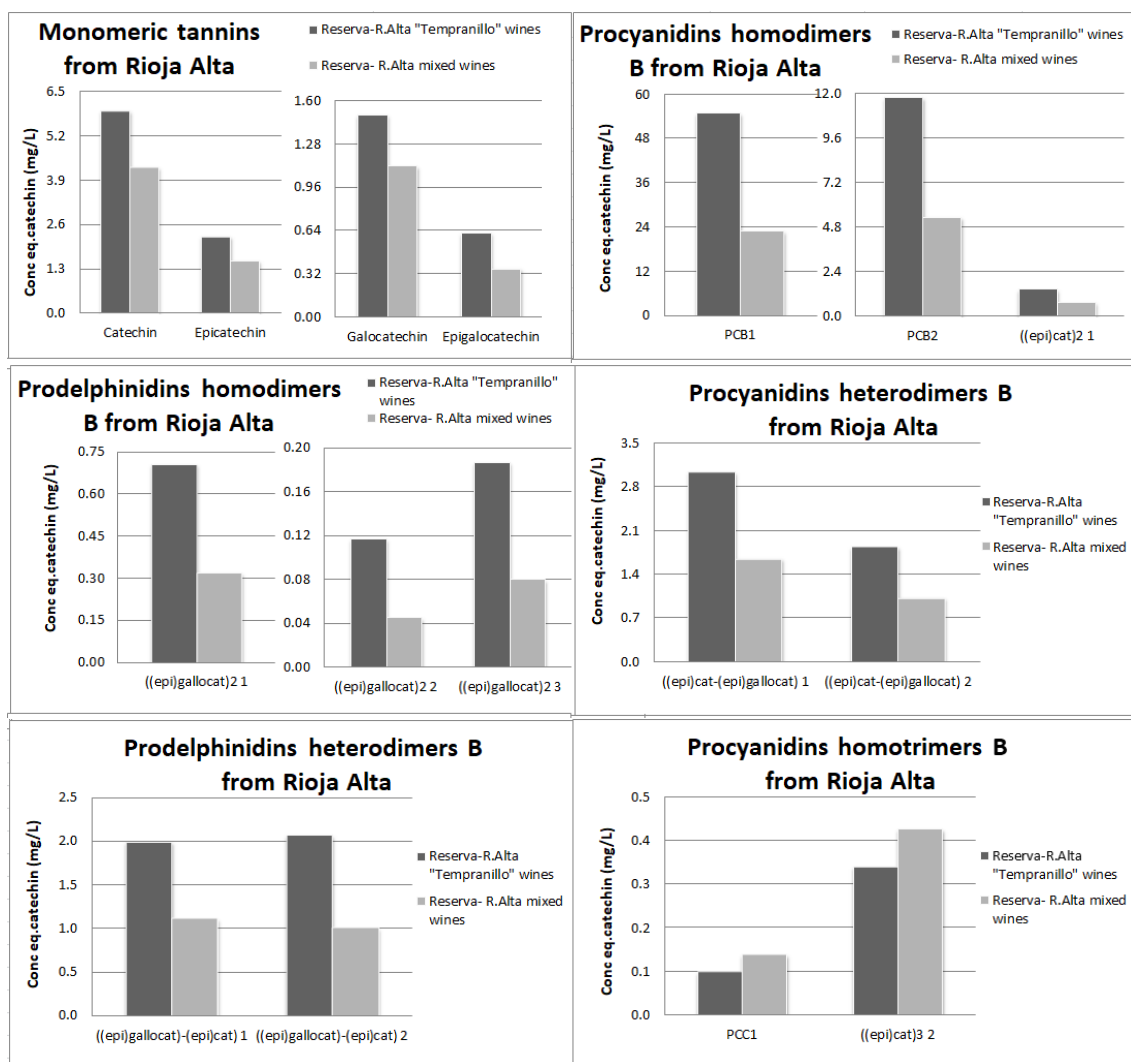 Monomeric tannins
from Rioja Alta
Reserva-R.Alta "Tempranillo" wines
Reserva- R.Alta mixed wines
Conc eq.catechin (mg/L)
6.5
5.2
3.9
2.6
1.3
0.0
Catechin
Epicatechin
1.60
1.28
0.96
0.64
0.32
0.00
Galocatechin
Epigalocatechin
Procyanidins homodimers
B from Rioja Alta
Reserva-R.Alta "Tempranillo" wines
Reserva- R.Alta mixed wines
Conc eq.catechin (mg/L)
60
48
36
24
12
0
PCB1
12.0
9.6
7.2
4.8
2.4
0.0
PCB2
((epi)cat)2 1
Prodelphinidins homodimers
B from Rioja Alta
Reserva-R.Alta "Tempranillo"
wines
Reserva- R.Alta mixed wines
Conc eq.catechin (mg/L)
0.75
0.60
0.45
0.30
0.15
0.00
((epi)gallocat)2 1
0.20
0.16
0.12
0.08
0.04
0.00
((epi)gallocat)2 2
((epi)gallocat)2 3
Procyanidins heterodimers B
from Rioja Alta
Conc eq.catechin (mg/L)
3.5
2.8
2.1
1.4
0.7
0.0
((epi)cat-(epi)gallocat) 1
((epi)cat-(epi)gallocat) 2
Reserva-R.Alta
"Tempranillo" wines
Reserva- R.Alta mixed
wines
Prodelphinidins heterodimers B
from Rioja Alta
Conc eq.catechin (mg/L)
2.5
2.0
1.5
1.0
0.5
0.0
((epi)gallocat)-(epi)cat) 1
((epi)gallocat)-(epi)cat) 2
Reserva-R.Alta
"Tempranillo" wines
Reserva- R.Alta mixed
wines
Procyanidins homotrimers B
from Rioja Alta
Conc eq.catechin (mg/L)
0.5
0.4
0.3
0.2
0.1
0.0
PCC1
((epi)cat)3 2
Reserva-R.Alta
"Tempranillo" wines
Reserva- R.Alta mixed
wines